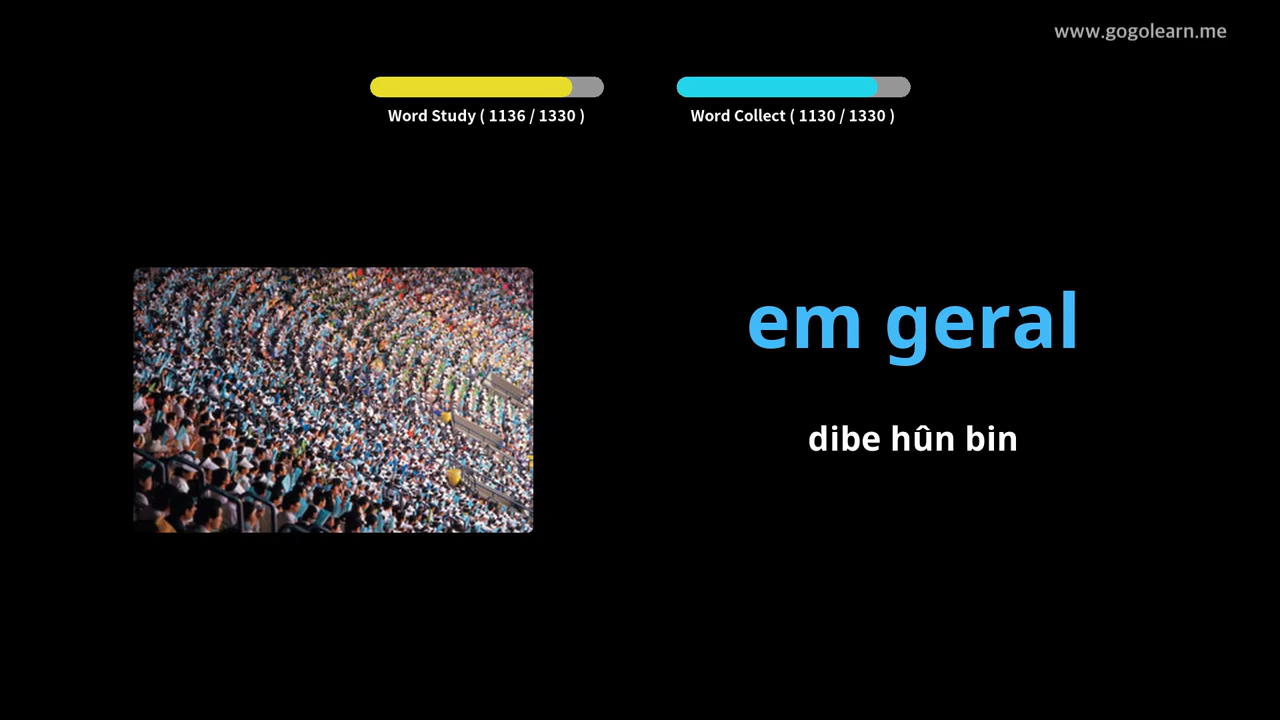 www.gogolearn.me
Word Study ( 1136 / 1330 )
Word Collect ( 1130 / 1330 )
em geral
dibe hûn bin